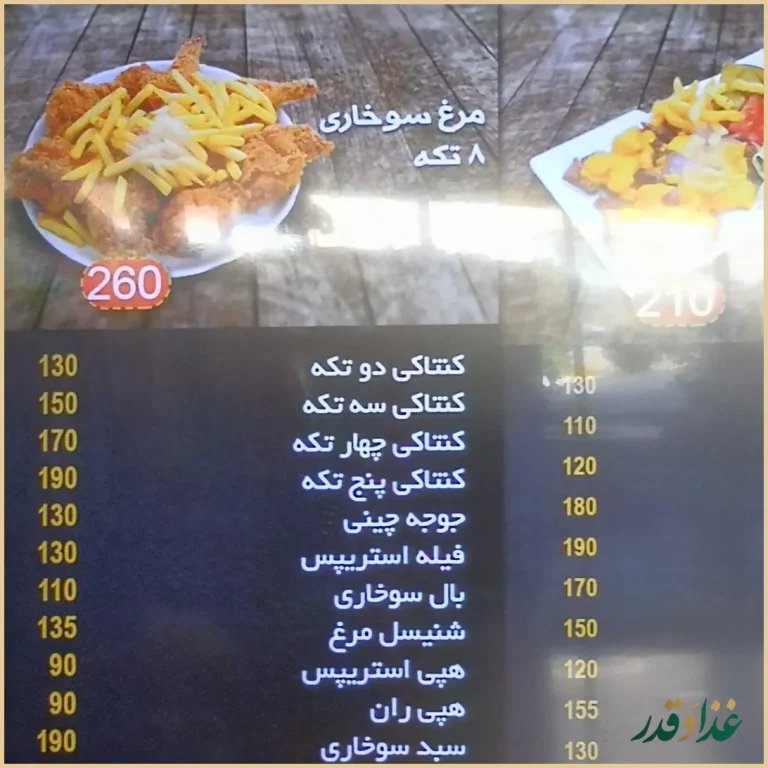 مرغ سوخاری
۸ تکه
260
210
کنتاکی دو تکه 130
کنتاکی سه تکه 150
کنتاکی چهار تکه 170
کنتاکی پنج تکه 190
جوجه چینی 130
فیله استریپس 130
بال سوخاری 110
شنیسل مرغ 135
هپی استریپس 90
هپی ران 90
سبد سوخاری 190
130
110
120
180
190
170
150
120
155
130
غذا و قدر